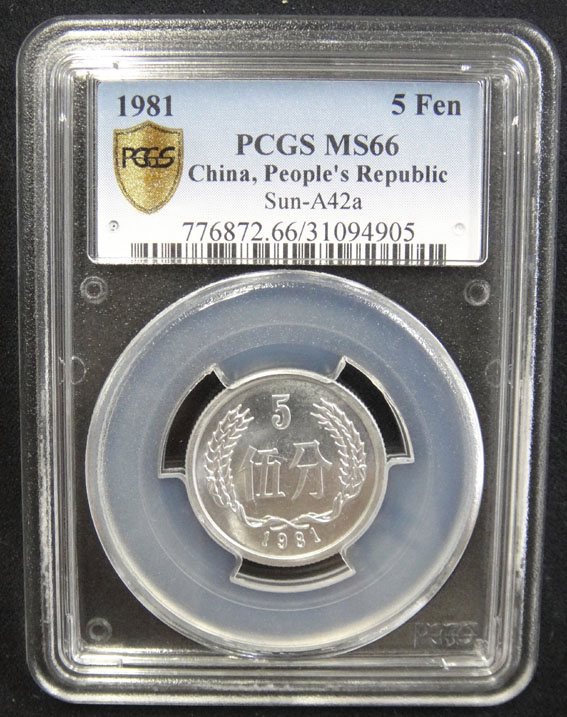 1981 5 Fen
PCGS PCGS MS66
China, People's Republic
Sun-A42a
776872.66/31094905
5
伍分
1981
PCGS